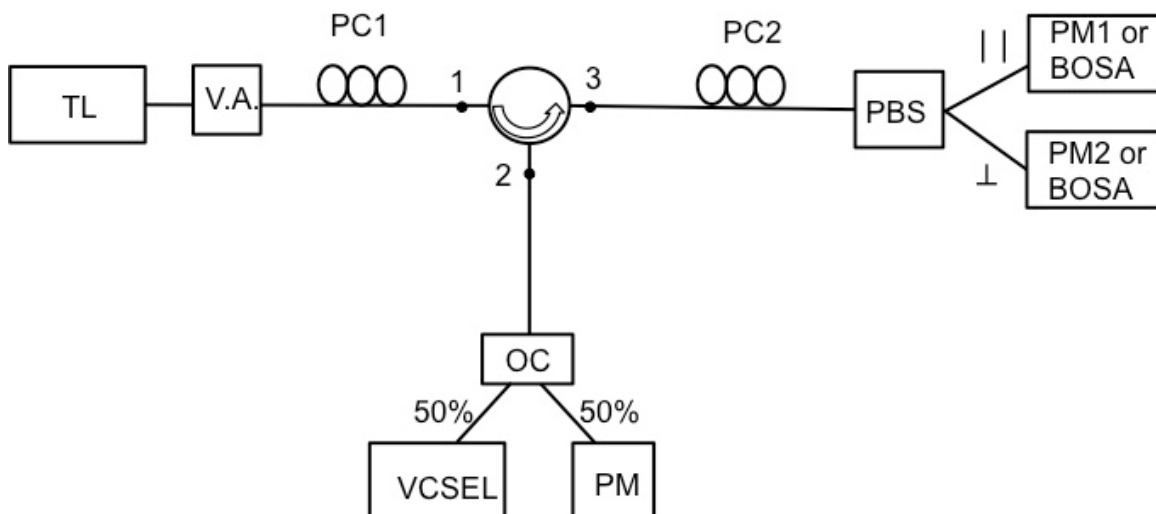 TL
V.A.
PC1
1
2
3
PC2
PBS
| |
PM1 or
BOSA
⊥
PM2 or
BOSA
OC
50%
50%
VCSEL
PM